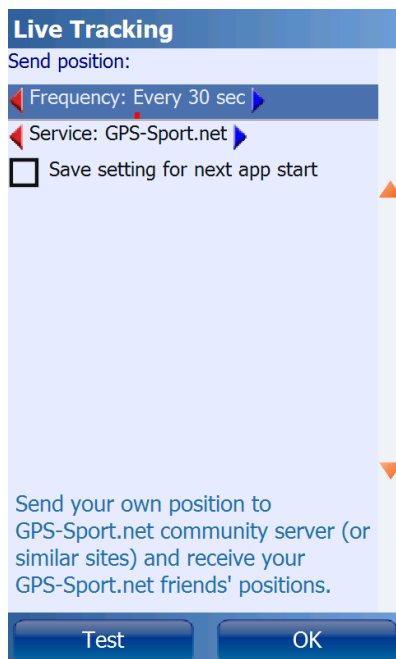 Live Tracking
Send position:
Frequency: Every 30 sec
Service: GPS-Sport.net
Save setting for next app start
Send your own position to
GPS-Sport.net community server (or
similar sites) and receive your
GPS-Sport.net friends' positions.
Test OK